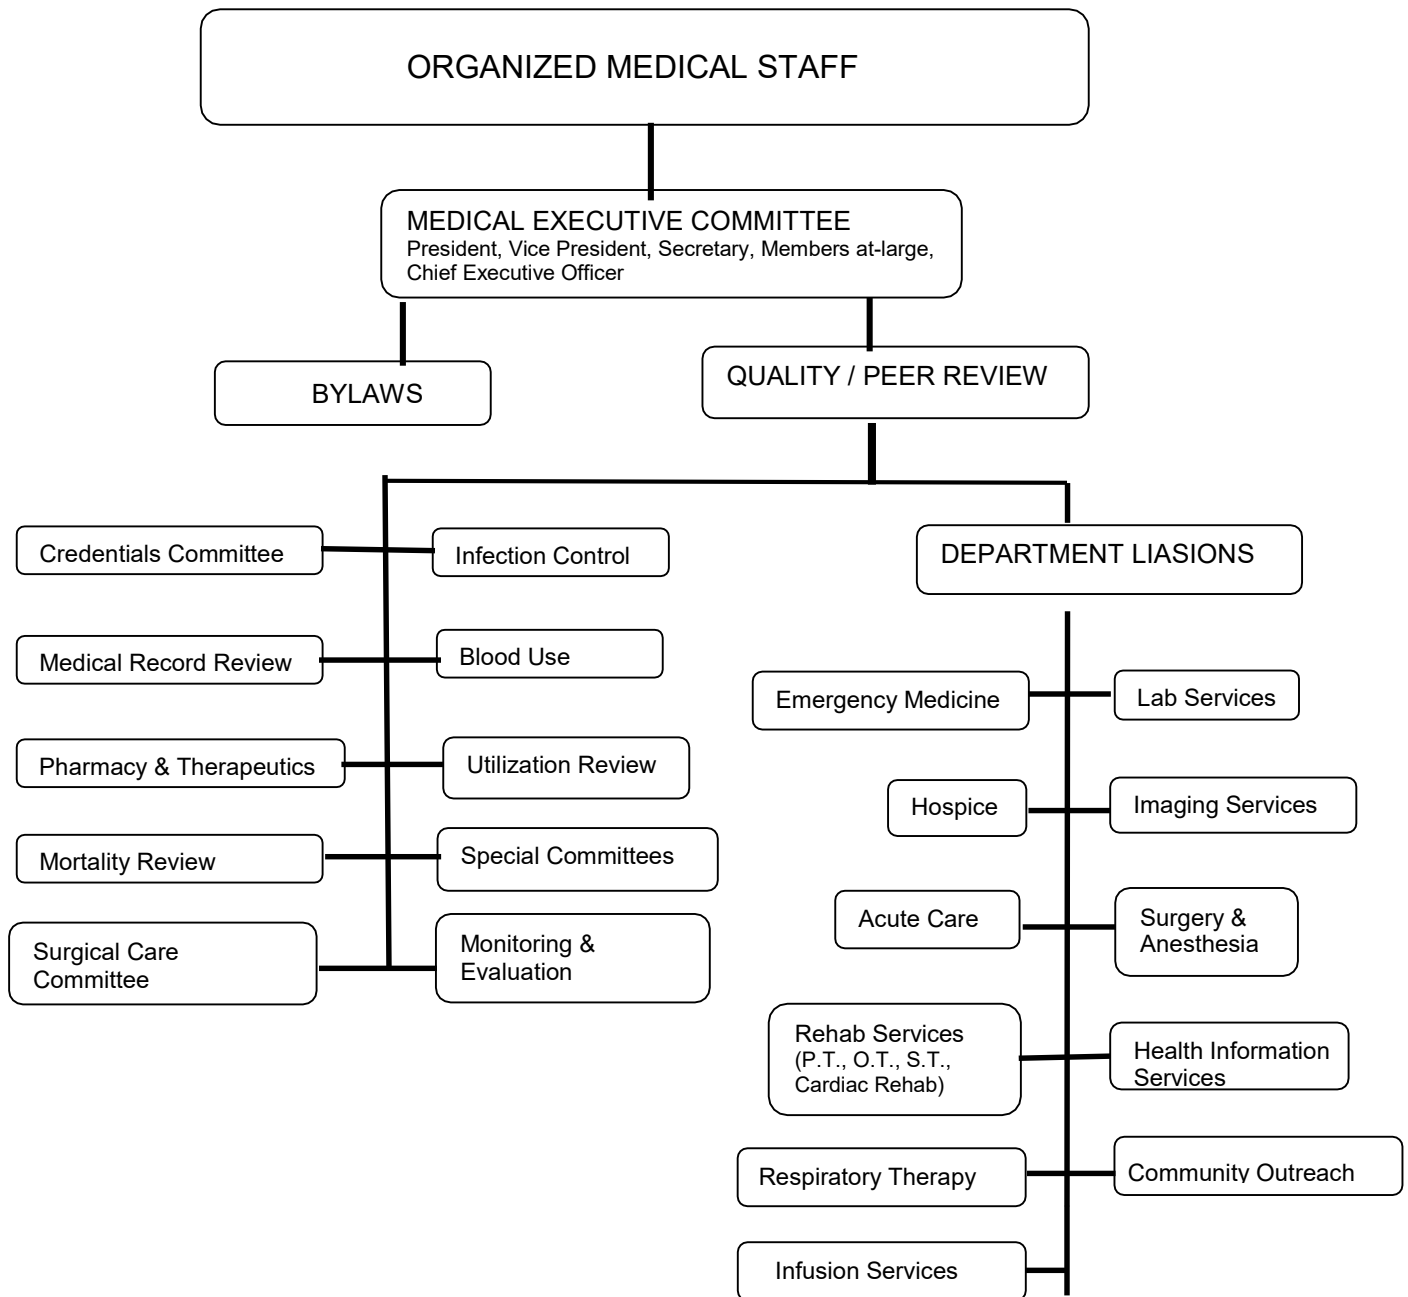 ORGANIZED MEDICAL STAFF
MEDICAL EXECUTIVE COMMITTEE
President, Vice President, Secretary, Members at-large,
Chief Executive Officer
BYLAWS
QUALITY / PEER REVIEW
Credentials Committee
Infection Control
DEPARTMENT LIASIONS
Medical Record Review
Blood Use
Emergency Medicine
Lab Services
Pharmacy & Therapeutics
Utilization Review
Hospice
Imaging Services
Mortality Review
Special Committees
Acute Care
Surgery &
Anesthesia
Surgical Care
Committee
Monitoring &
Evaluation
Rehab Services
(P.T., O.T., S.T.,
Cardiac Rehab)
Health Information
Services
Respiratory Therapy
Community Outreach
Infusion Services